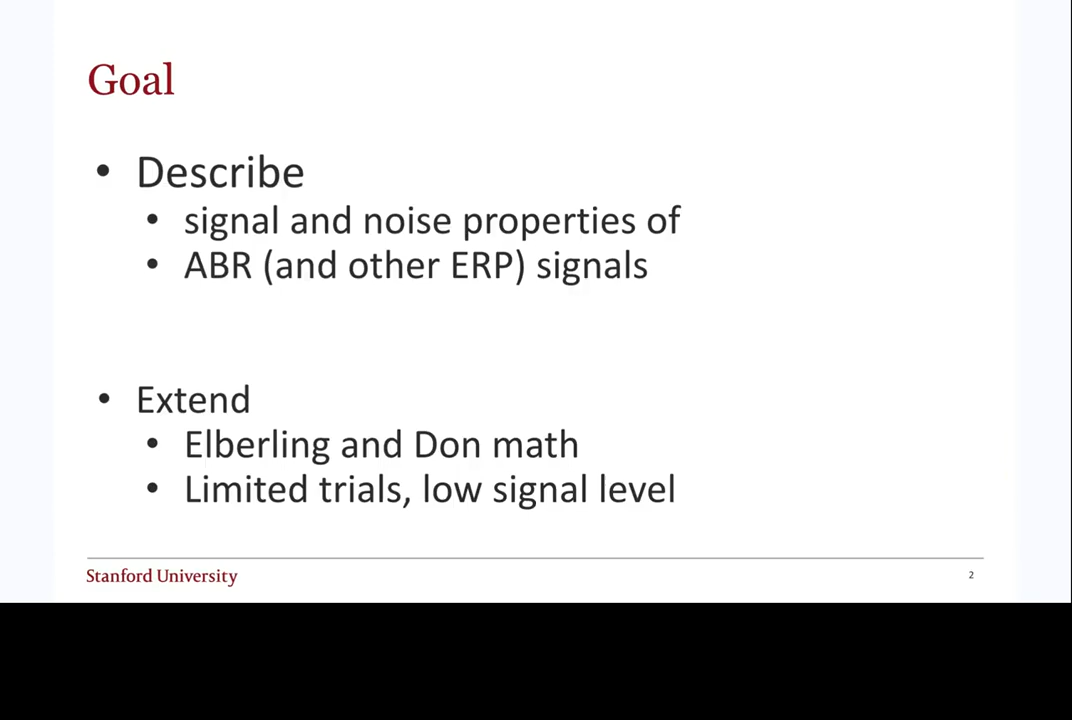 Goal
• Describe
• signal and noise properties of
• ABR (and other ERP) signals
• Extend
• Elberling and Don math
• Limited trials, low signal level
Stanford University
2